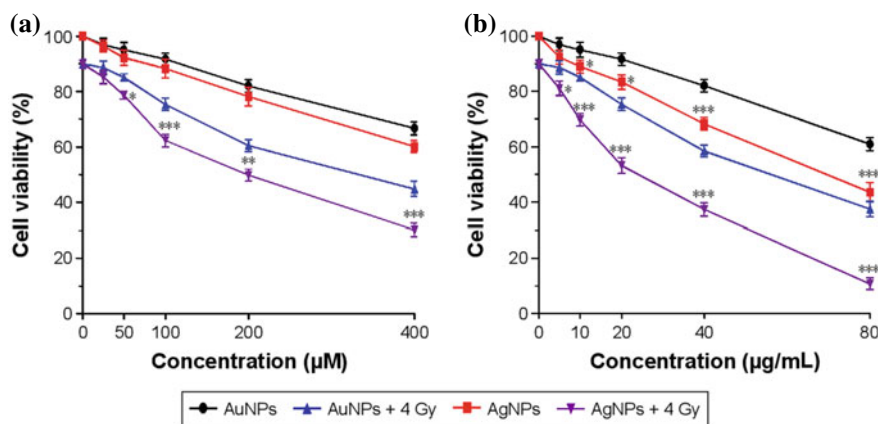 (a)
Cell viability (%)
100
80
60
40
20
0
*
***
**
***
0 50 100 200 400
Concentration (µM)
(b)
Cell viability (%)
100
80
60
40
20
0
*
*
***
***
*
***
***
***
***
0 10 20 40 80
Concentration (µg/mL)
AuNPs AuNPs + 4 Gy AgNPs AgNPs + 4 Gy